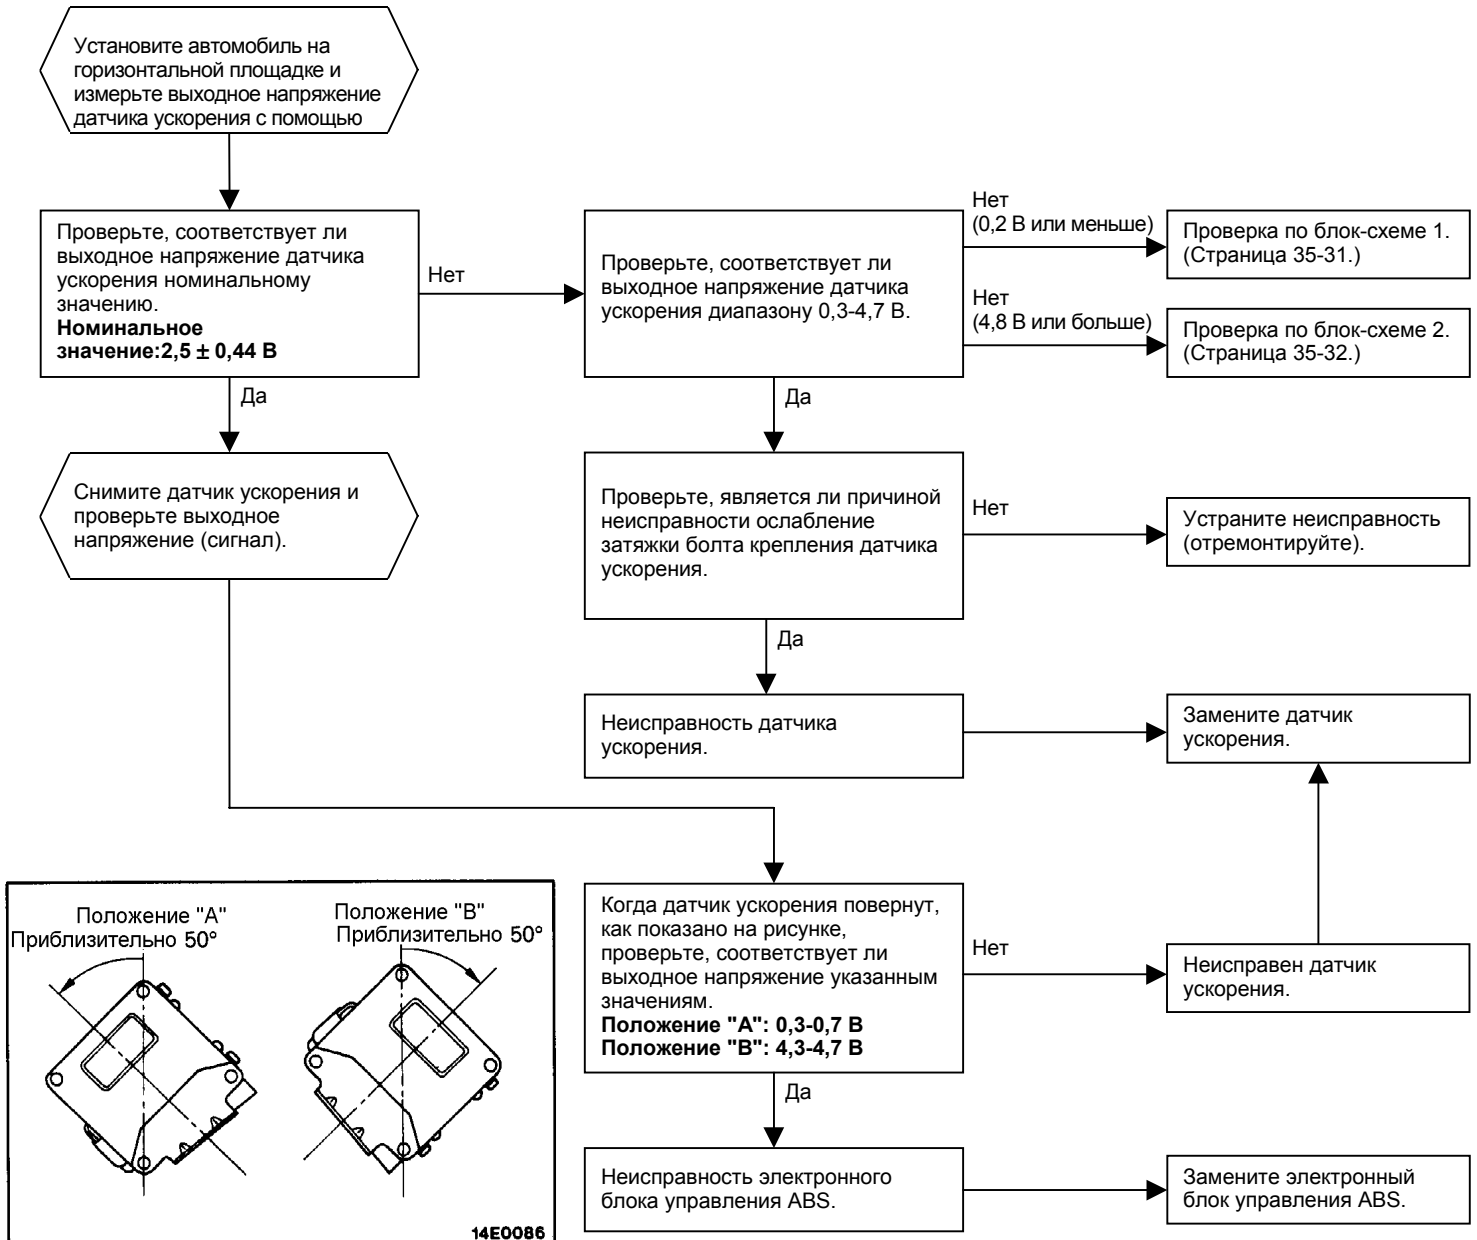 Установите автомобиль на
горизонтальной площадке и
измерьте выходное напряжение
датчика ускорения с помощью
Проверьте, соответствует ли
выходное напряжение датчика
ускорения номинальному
значению.
Номинальное
значение:2,5 ± 0,44 В
Нет
Проверьте, соответствует ли
выходное напряжение датчика
ускорения диапазону 0,3-4,7 В.
Нет
(0,2 В или меньше)
Проверка по блок-схеме 1.
(Страница 35-31.)
Нет
(4,8 В или больше)
Проверка по блок-схеме 2.
(Страница 35-32.)
Да
Да
Снимите датчик ускорения и
проверьте выходное
напряжение (сигнал).
Проверьте, является ли причиной
неисправности ослабление
затяжки болта крепления датчика
ускорения.
Нет
Устраните неисправность
(отремонтируйте).
Да
Неисправность датчика
ускорения.
Замените датчик
ускорения.
Положение "А"
Приблизительно 50°
Положение "В"
Приблизительно 50°
14E0086
Когда датчик ускорения повернут,
как показано на рисунке,
проверьте, соответствует ли
выходное напряжение указанным
значениям.
Положение "А": 0,3-0,7 В
Положение "В": 4,3-4,7 В
Нет
Неисправен датчик
ускорения.
Да
Неисправность электронного
блока управления ABS.
Замените электронный
блок управления ABS.